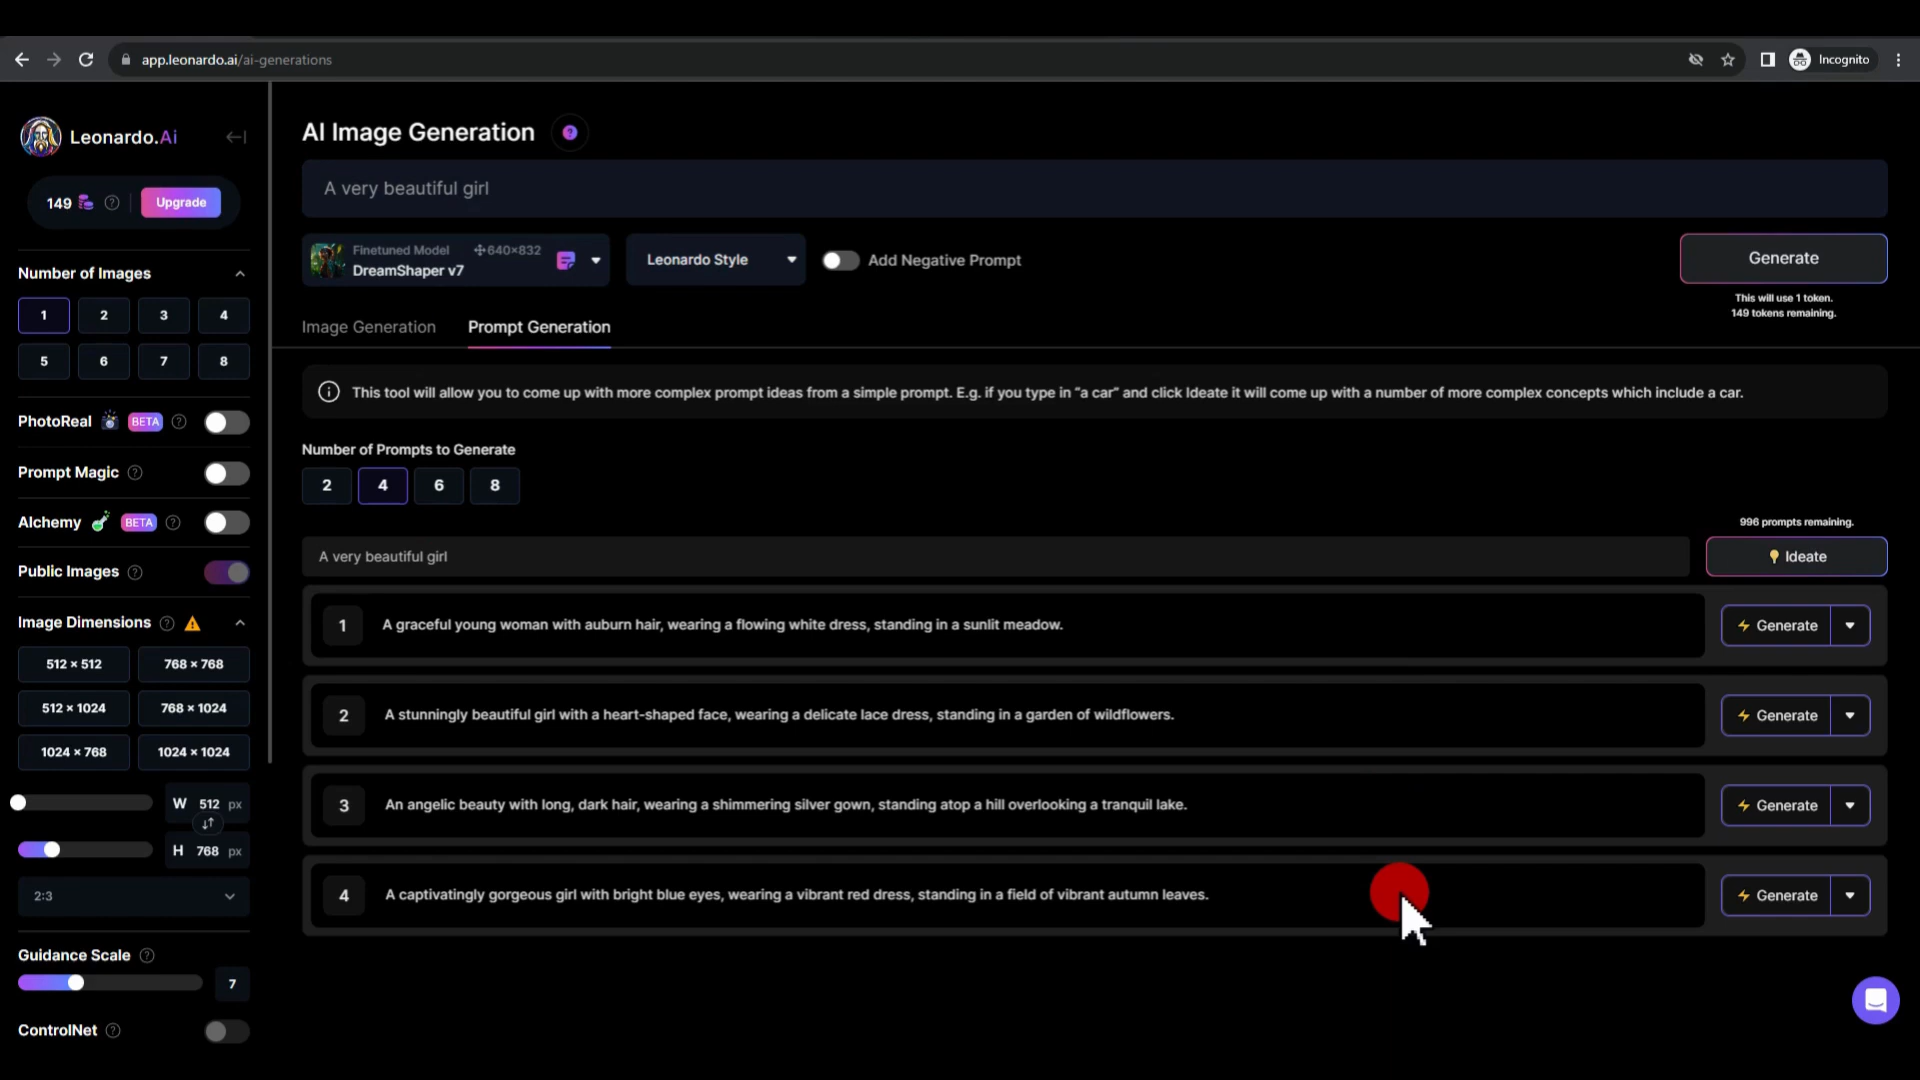 app.leonardo.ai/ai-generations
Incognito
Leonardo.Ai
149
Upgrade
Number of Images
1 2 3 4
5 6 7 8
PhotoReal BETA
Prompt Magic
Alchemy BETA
Public Images
Image Dimensions
512 × 512 768 × 768
512 × 1024 768 × 1024
1024 × 768 1024 × 1024
W 512 px
H 768 px
2:3
Guidance Scale
7
ControlNet
AI Image Generation
A very beautiful girl
Finetuned Model 640×832
DreamShaper v7
Leonardo Style
Add Negative Prompt
Generate
This will use 1 token.
149 tokens remaining.
Image Generation Prompt Generation
This tool will allow you to come up with more complex prompt ideas from a simple prompt. E.g. if you type in “a car” and click Ideate it will come up with a number of more complex concepts which include a car.
Number of Prompts to Generate
2 4 6 8
996 prompts remaining.
A very beautiful girl
Ideate
1 A graceful young woman with auburn hair, wearing a flowing white dress, standing in a sunlit meadow. Generate
2 A stunningly beautiful girl with a heart-shaped face, wearing a delicate lace dress, standing in a garden of wildflowers. Generate
3 An angelic beauty with long, dark hair, wearing a shimmering silver gown, standing atop a hill overlooking a tranquil lake. Generate
4 A captivatingly gorgeous girl with bright blue eyes, wearing a vibrant red dress, standing in a field of vibrant autumn leaves. Generate